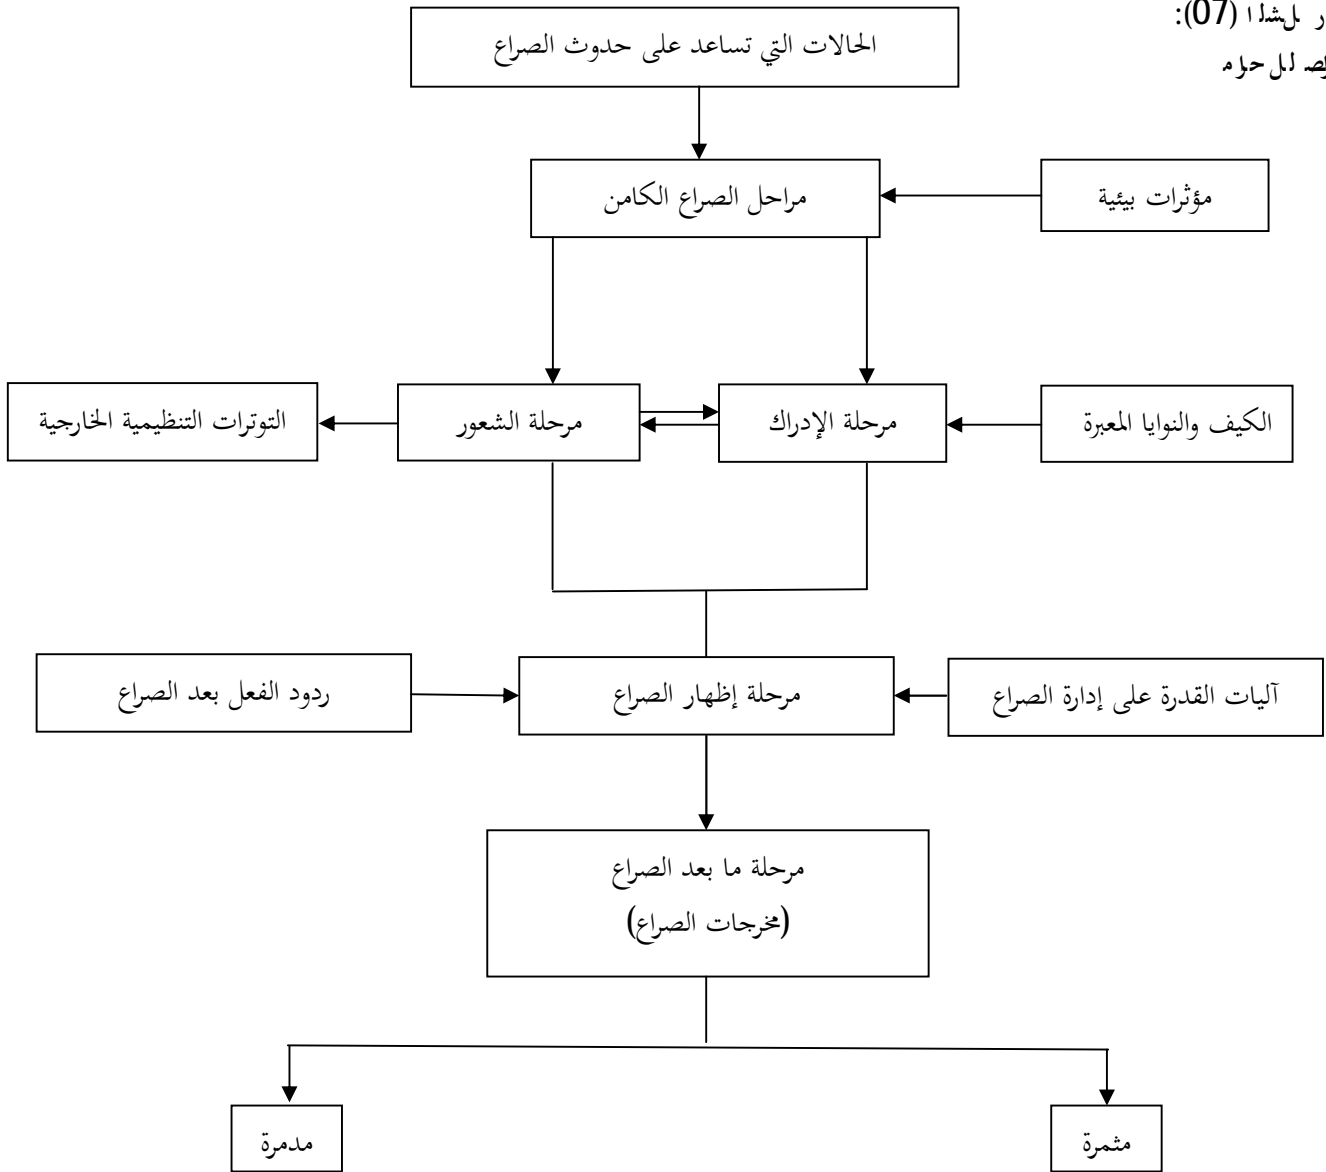 (07):
الحالات التي تساعد على حدوث الصراع
مراحل الصراع الكامن
مؤثرات بيئية
الكيف والنوايا المعبرة
مرحلة الإدراك
مرحلة الشعور
التوترات التنظيمية الخارجية
آليات القدرة على إدارة الصراع
مرحلة إظهار الصراع
ردود الفعل بعد الصراع
مرحلة ما بعد الصراع
(مخرجات الصراع)
مثمرة
مدمرة